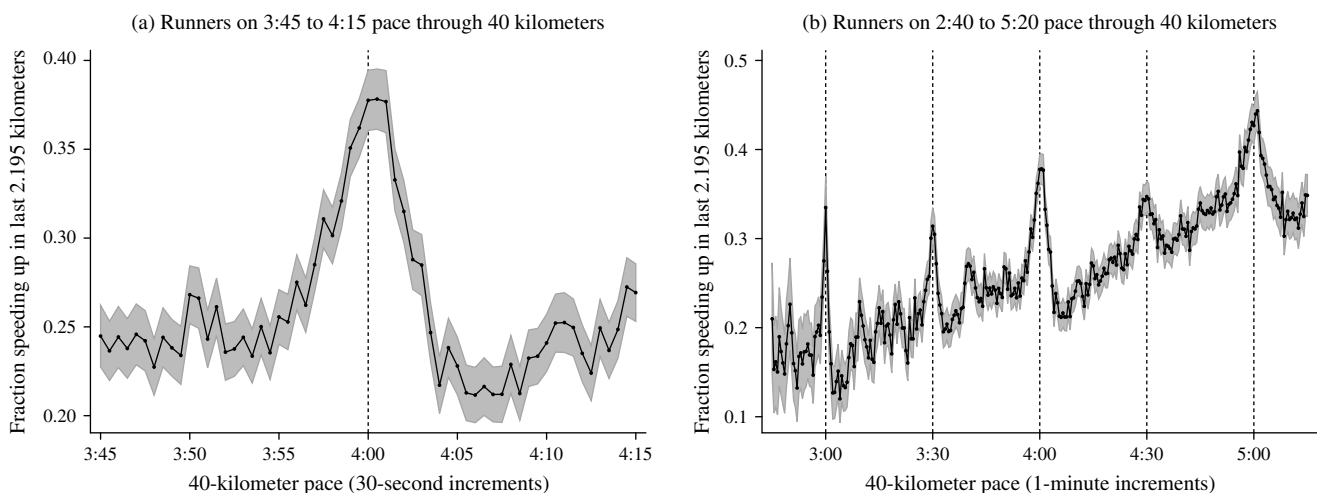 (a) Runners on 3:45 to 4:15 pace through 40 kilometers
Fraction speeding up in last 2.195 kilometers
0.40
0.35
0.30
0.25
0.20
3:45 3:50 3:55 4:00 4:05 4:10 4:15
40-kilometer pace (30-second increments)
(b) Runners on 2:40 to 5:20 pace through 40 kilometers
Fraction speeding up in last 2.195 kilometers
0.5
0.4
0.3
0.2
0.1
3:00 3:30 4:00 4:30 5:00
40-kilometer pace (1-minute increments)